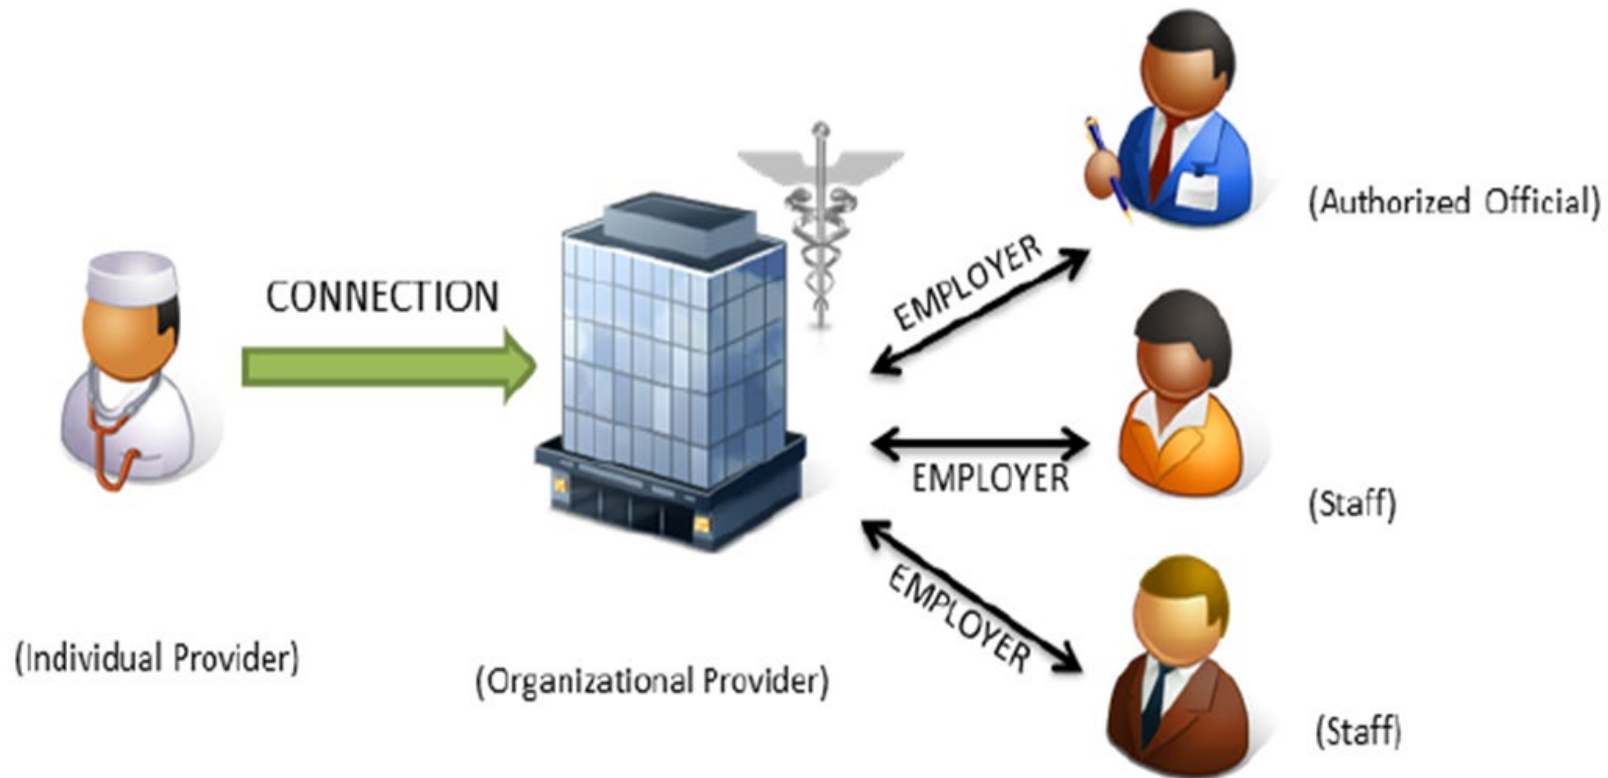 CONNECTION
(Individual Provider)
(Organizational Provider)
EMPLOYER
(Authorized Official)
EMPLOYER
(Staff)
EMPLOYER
(Staff)